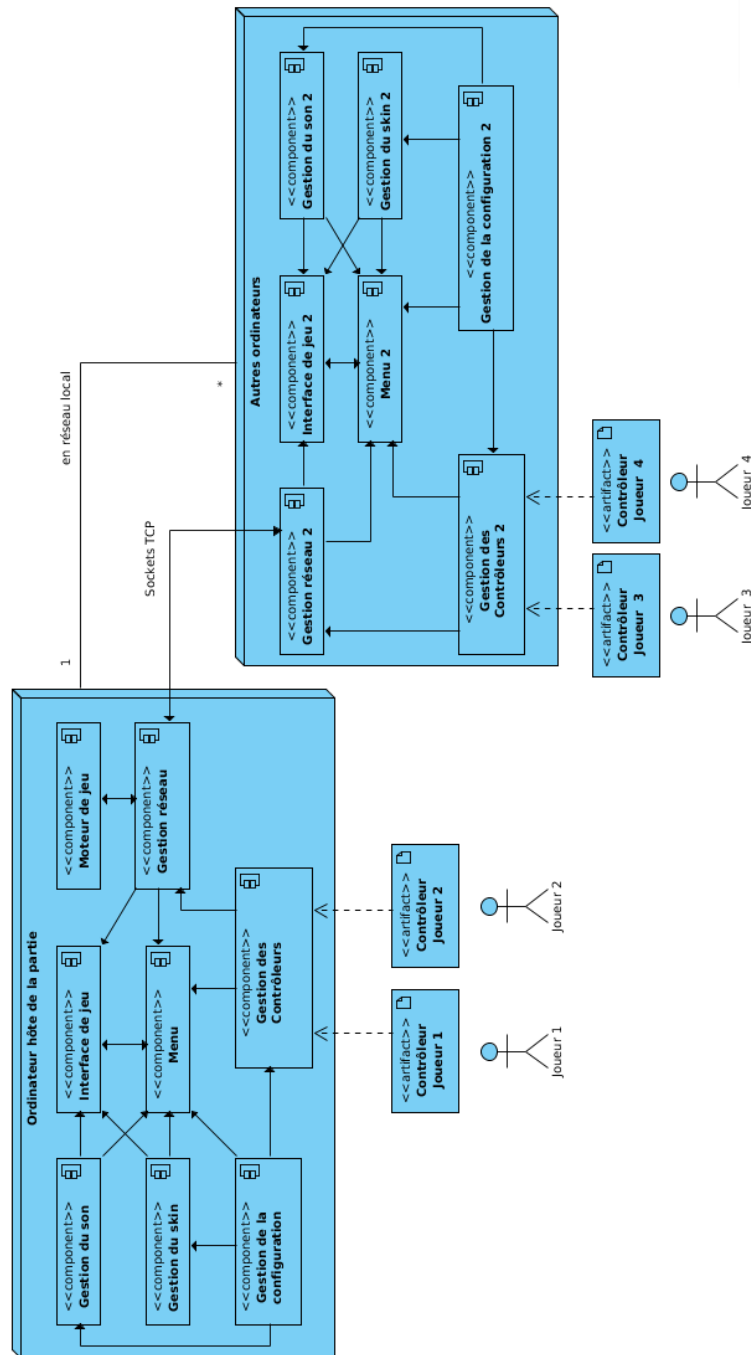 Ordinateur hôte de la partie
<<component>>
Gestion du son
<<component>>
Interface de jeu
<<component>>
Moteur de jeu
<<component>>
Gestion du skin
<<component>>
Menu
<<component>>
Gestion réseau
<<component>>
Gestion de la
configuration
<<component>>
Gestion des
Contrôleurs
<<artifact>>
Contrôleur
Joueur 1
<<artifact>>
Contrôleur
Joueur 2
Joueur 1
Joueur 2
1
en réseau local
*
Sockets TCP
Autres ordinateurs
<<component>>
Gestion réseau 2
<<component>>
Interface de jeu 2
<<component>>
Gestion du son 2
<<component>>
Menu 2
<<component>>
Gestion du skin 2
<<component>>
Gestion des
Contrôleurs 2
<<component>>
Gestion de la configuration 2
<<artifact>>
Contrôleur
Joueur 3
<<artifact>>
Contrôleur
Joueur 4
Joueur 3
Joueur 4